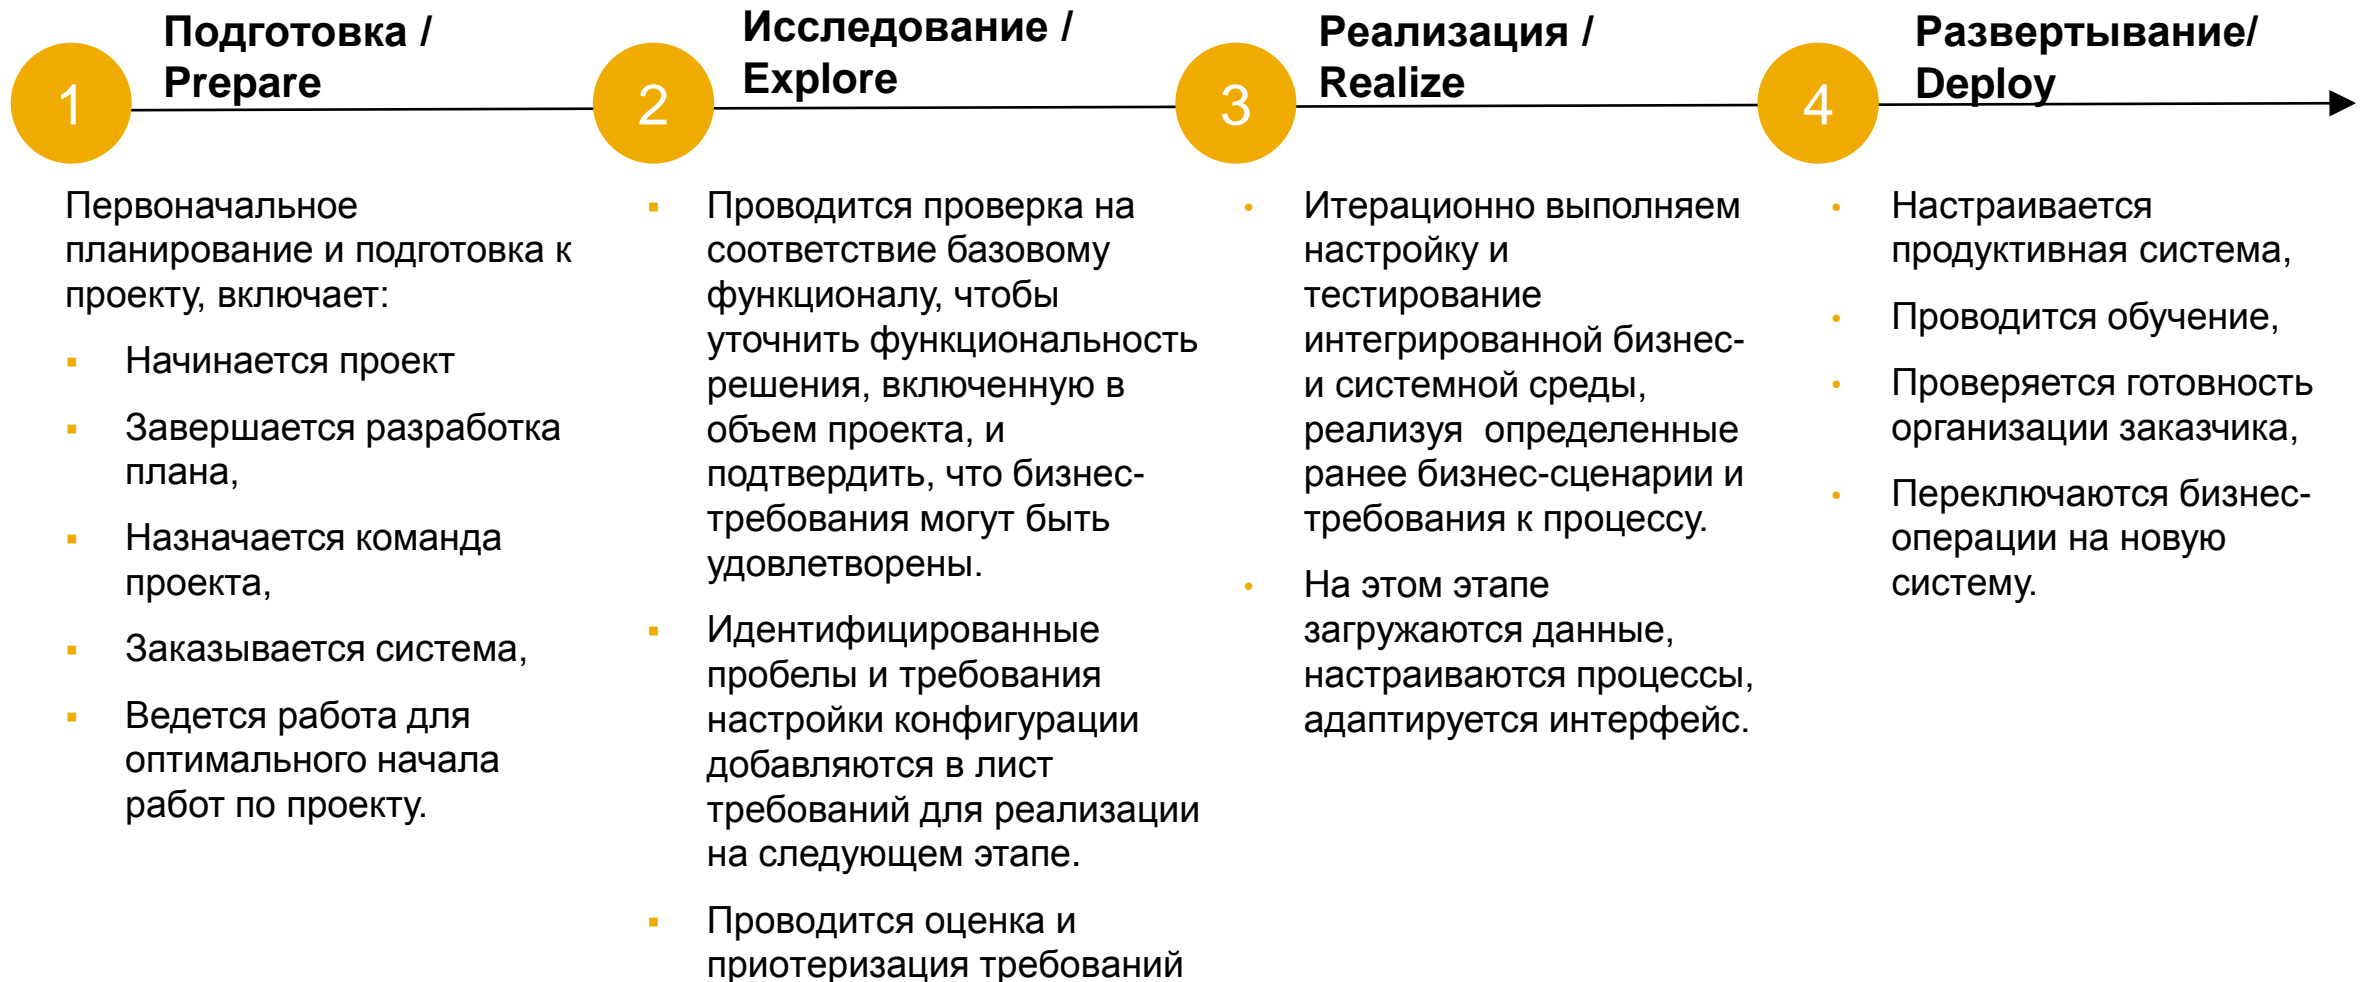 1
Подготовка /
Prepare
Первоначальное
планирование и подготовка к
проекту, включает:
Начинается проект
Завершается разработка
плана,
Назначается команда
проекта,
Заказывается система,
Ведется работа для
оптимального начала
работ по проекту.
2
Исследование /
Explore
Проводится проверка на
соответствие базовому
функционалу, чтобы
уточнить функциональность
решения, включенную в
объем проекта, и
подтвердить, что бизнес-
требования могут быть
удовлетворены.
Идентифицированные
пробелы и требования
настройки конфигурации
добавляются в лист
требований для реализации
на следующем этапе.
Проводится оценка и
приотеризация требований
3
Реализация /
Realize
Итерационно выполняем
настройку и
тестирование
интегрированной бизнес-
и системной среды,
реализуя  определенные
ранее бизнес-сценарии и
требования к процессу.
На этом этапе
загружаются данные,
настраиваются процессы,
адаптируется интерфейс.
4
Развертывание/
Deploy
Настраивается
продуктивная система,
Проводится обучение,
Проверяется готовность
организации заказчика,
Переключаются бизнес-
операции на новую
систему.